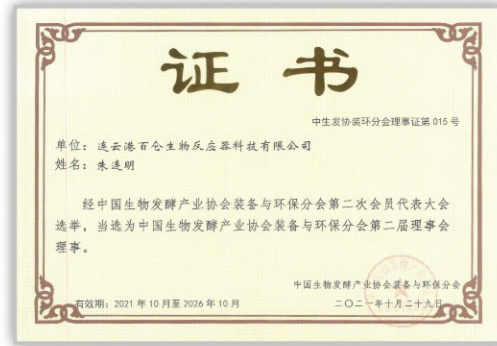 证书
中生发协装环分会理事证第 015 号
单位：连云港百仑生物反应器科技有限公司
姓名：朱莲明
经中国生物发酵产业协会装备与环保分会第二次会员代表大会
选举，当选为中国生物发酵产业协会装备与环保分会第二届理事会
理事。
中国生物发酵产业协会装备与环保分会
有效期：2021 年 10 月至 2026 年 10 月
二〇二一年十月二十九日